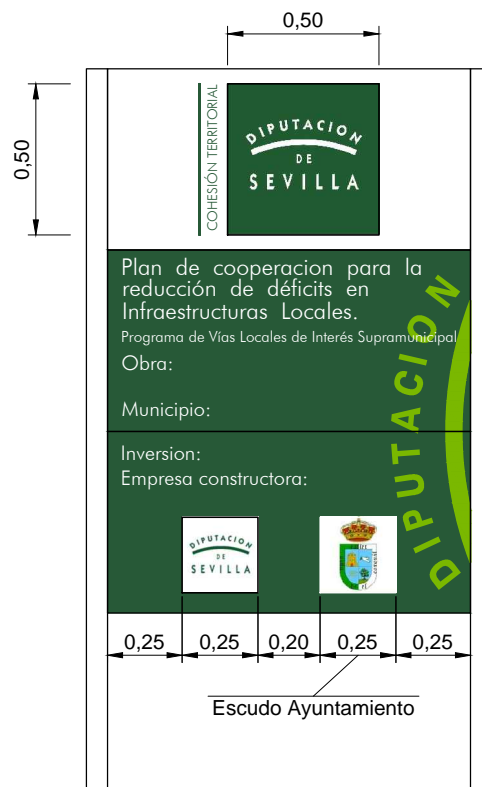 0,50
0,50
COHESIÓN TERRITORIAL
DIPUTACION
DE
SEVILLA
Plan de cooperacion para la
reducción de déficits en
Infraestructuras Locales.
Programa de Vías Locales de Interés Supramunicipal
Obra:
Municipio:
Inversion:
Empresa constructora:
DIPUTACION
DIPUTACION
DE
SEVILLA
0,25
0,25
0,20
0,25
0,25
Escudo Ayuntamiento